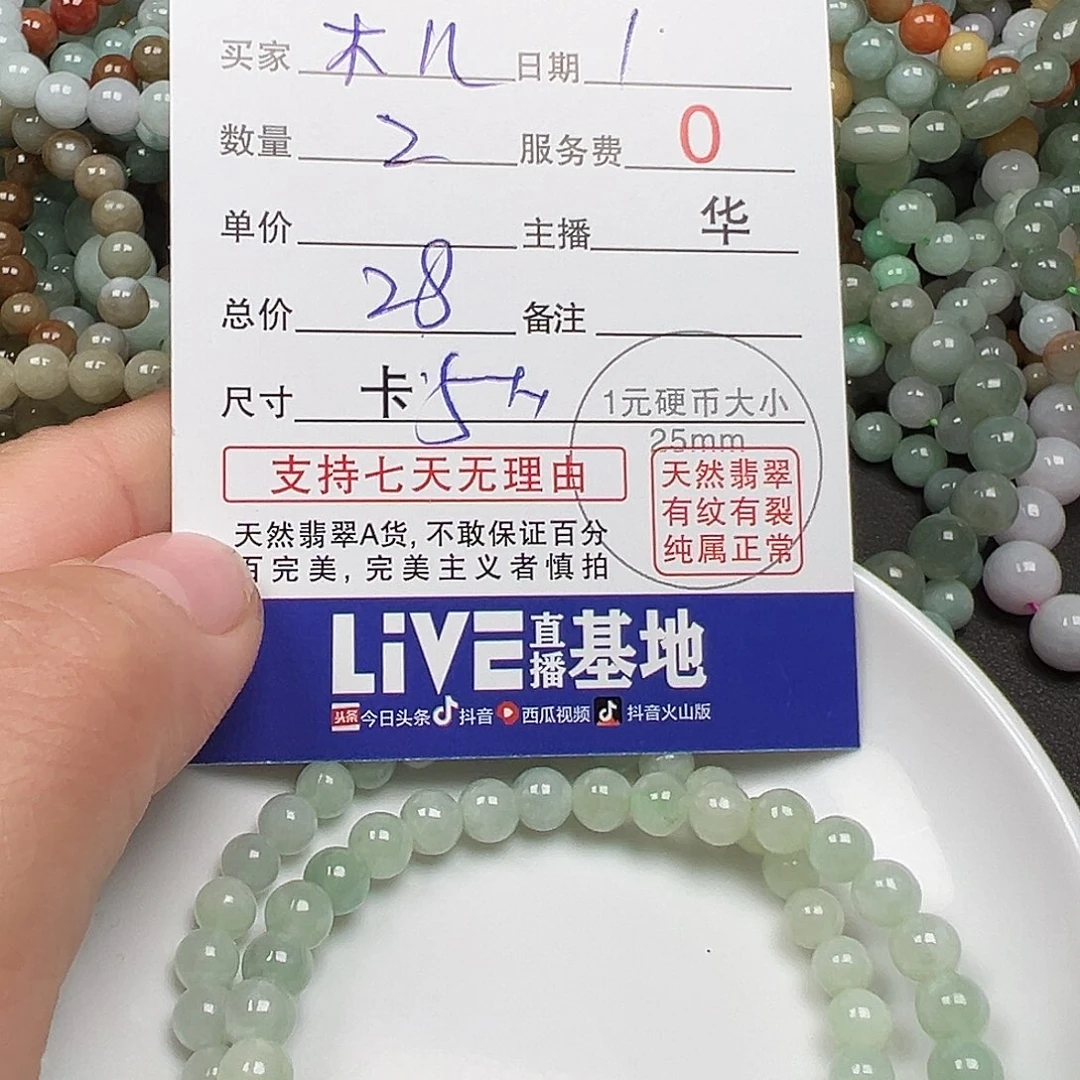 买家 木儿 日期 1
数量 2 服务费 0
单价 主播 华
总价 28 备注
尺寸 卡 54
1元硬币大小
25mm
支持七天无理由
天然翡翠
有纹有裂
纯属正常
天然翡翠A货,不敢保证百分
百完美,完美主义者慎拍
LiVE直播基地
头条 今日头条 抖音 西瓜视频 抖音火山版